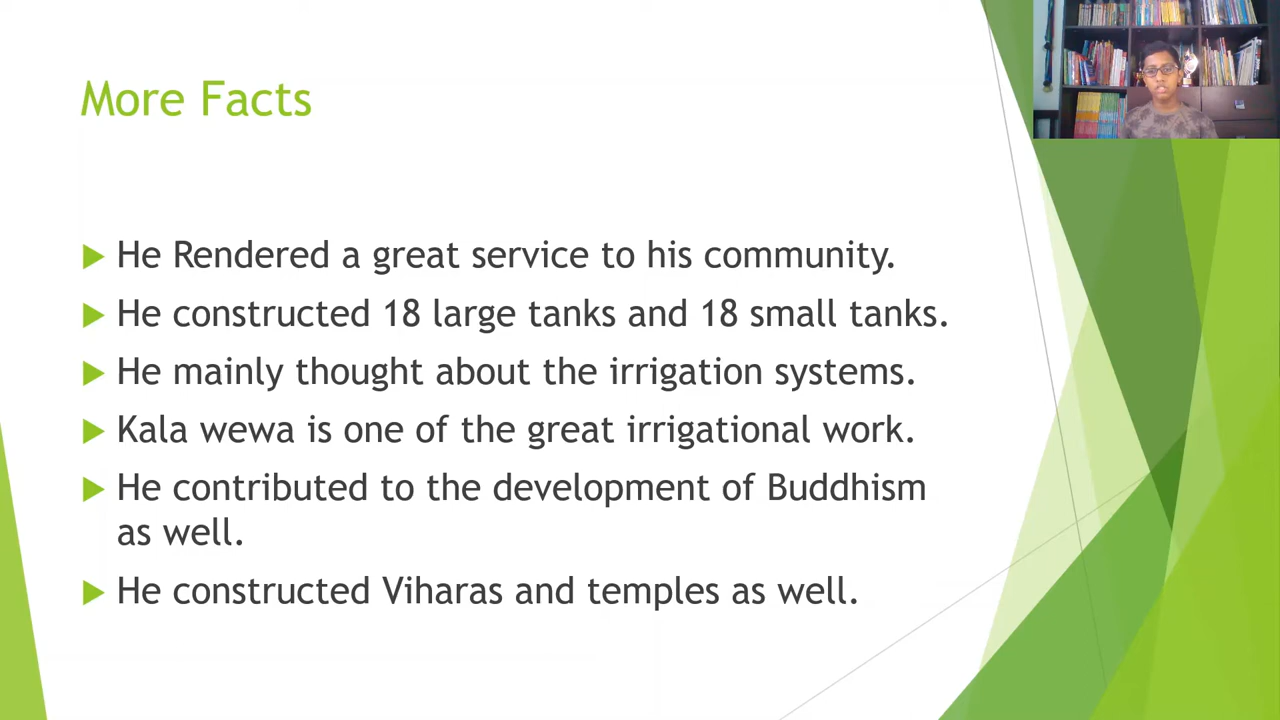 More Facts
He Rendered a great service to his community.
He constructed 18 large tanks and 18 small tanks.
He mainly thought about the irrigation systems.
Kala wewa is one of the great irrigational work.
He contributed to the development of Buddhism
as well.
He constructed Viharas and temples as well.